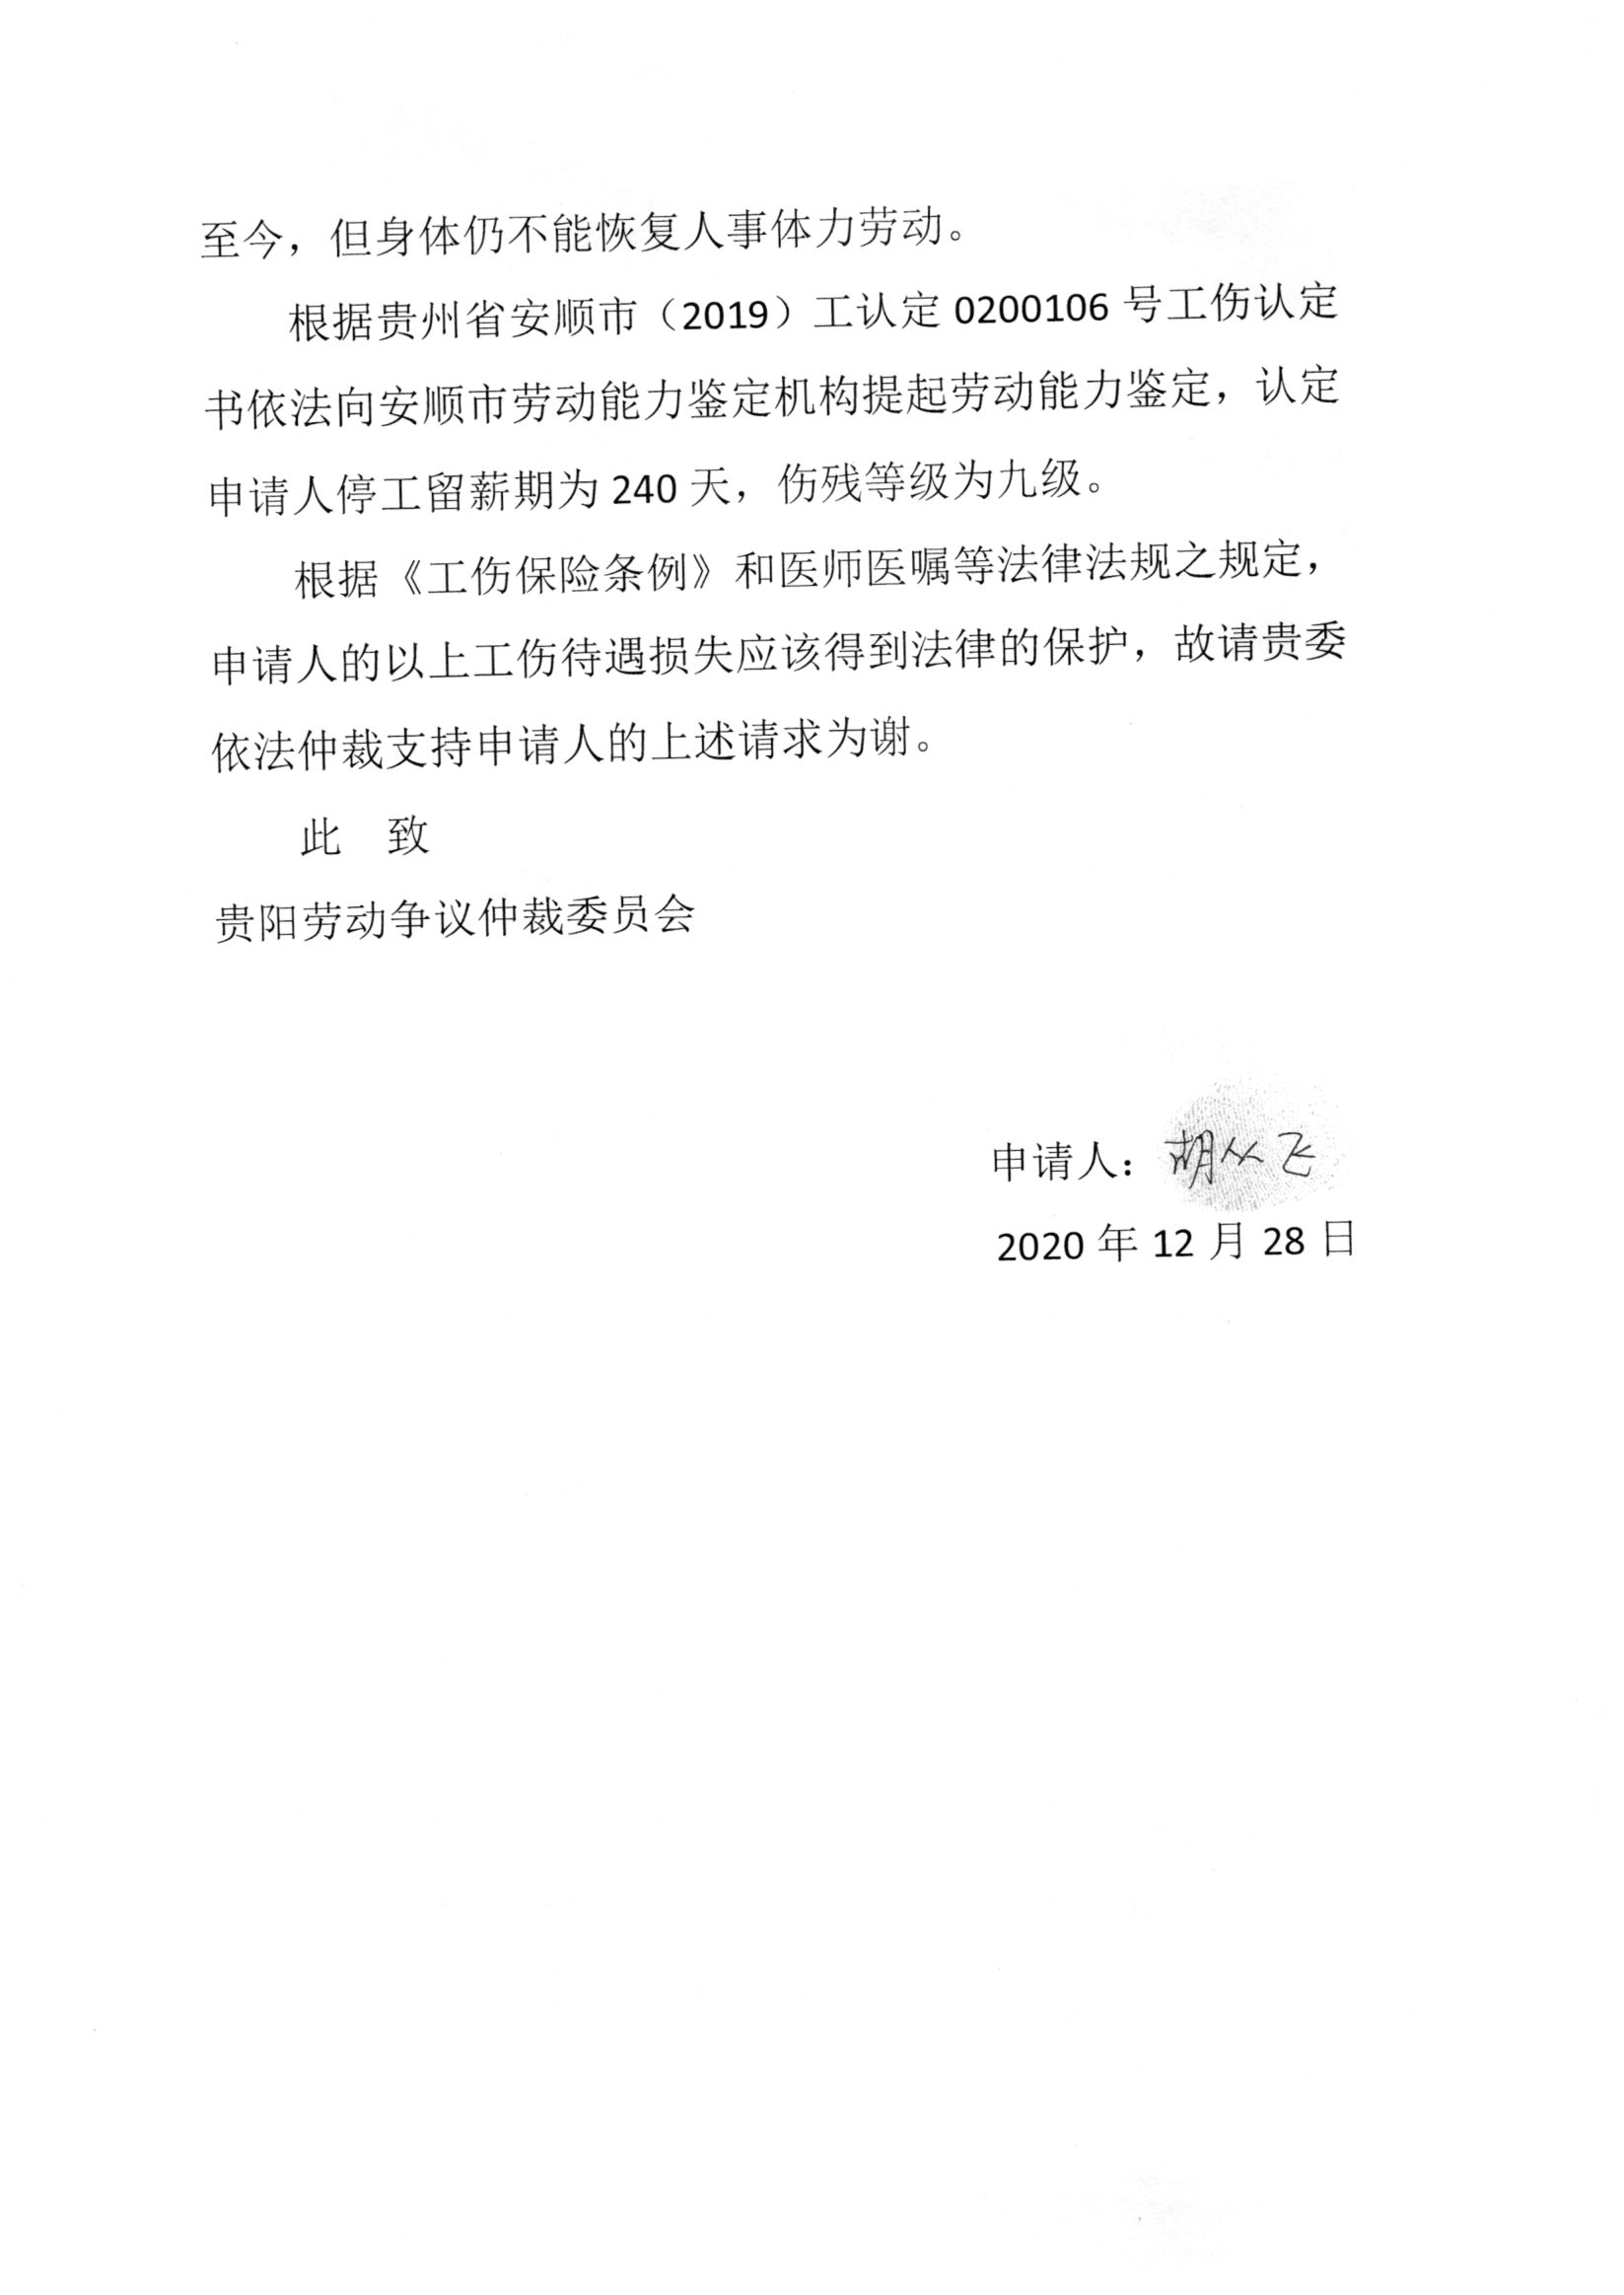 至今，但身体仍不能恢复人事体力劳动。
根据贵州省安顺市（2019）工认定 0200106 号工伤认定
书依法向安顺市劳动能力鉴定机构提起劳动能力鉴定，认定
申请人停工留薪期为 240 天，伤残等级为九级。
根据《工伤保险条例》和医师医嘱等法律法规之规定，
申请人的以上工伤待遇损失应该得到法律的保护，故请贵委
依法仲裁支持申请人的上述请求为谢。
此　致
贵阳劳动争议仲裁委员会
申请人：胡从飞
2020 年 12 月 28 日